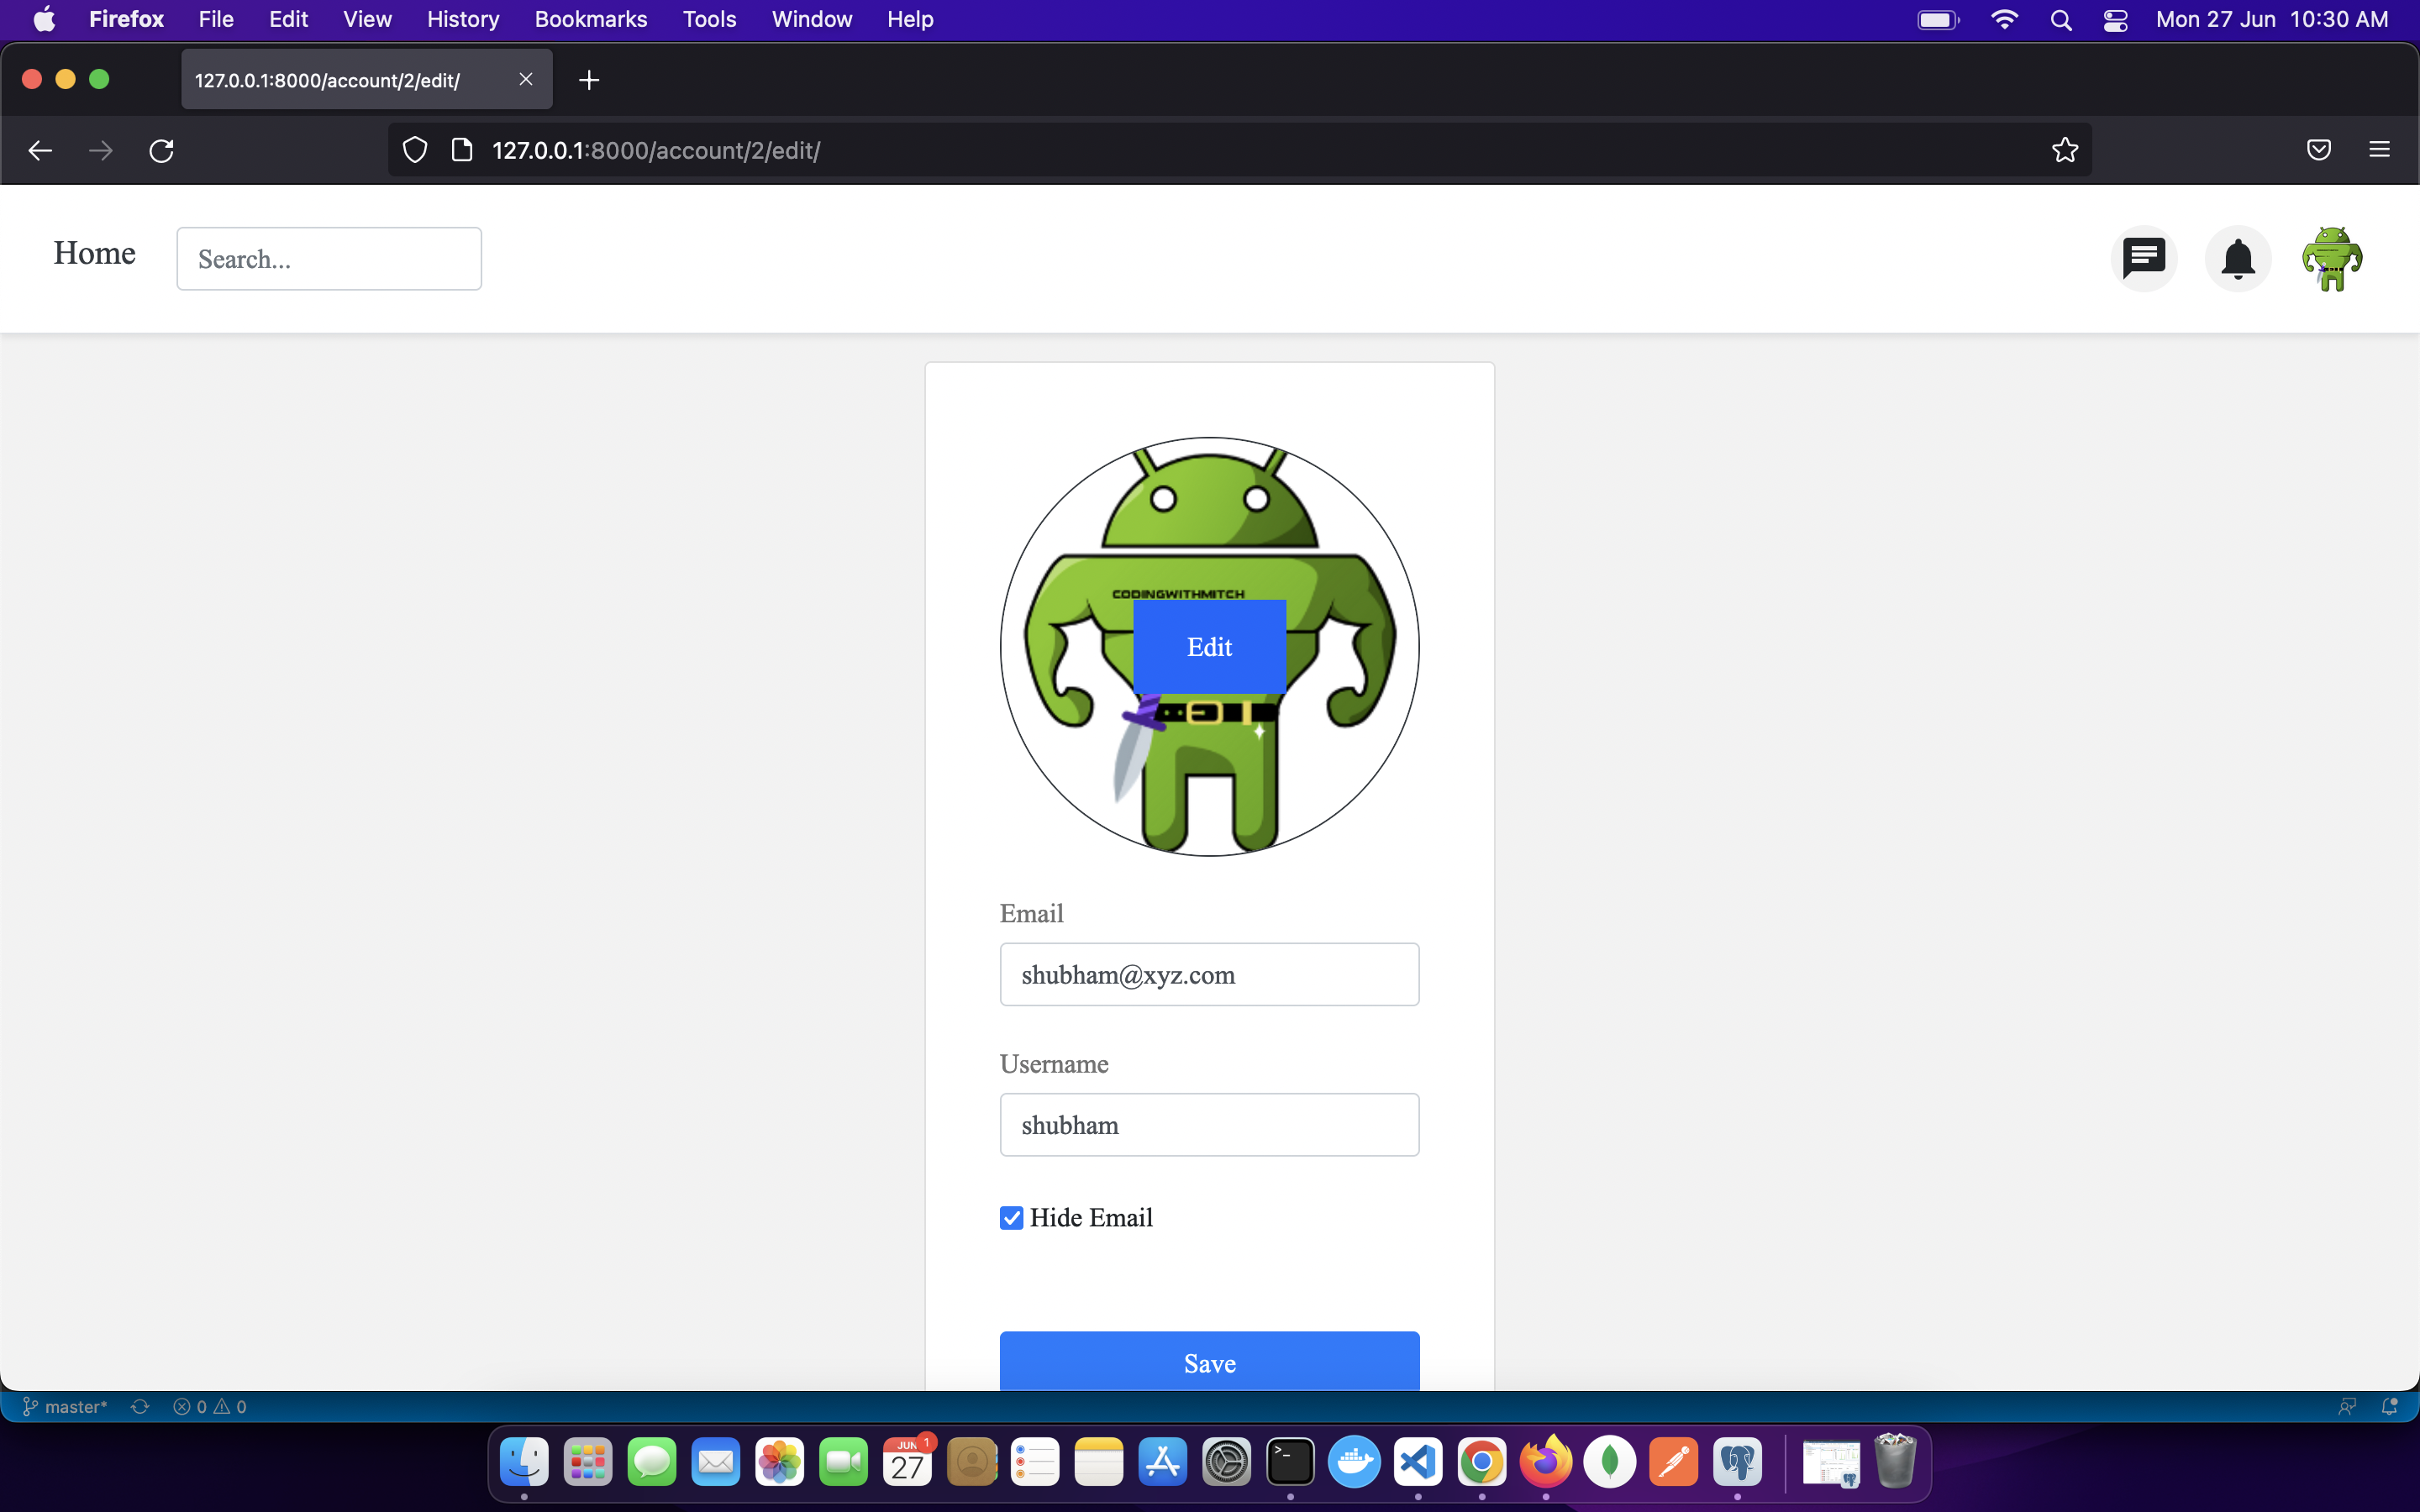 Firefox File Edit View History Bookmarks Tools Window Help Mon 27 Jun 10:30 AM
127.0.0.1:8000/account/2/edit/
127.0.0.1:8000/account/2/edit/
Home Search...
CODINGWITHMITCH
Edit
Email
shubham@xyz.com
Username
shubham
Hide Email
Save
master* 0 0
JUN 1
27